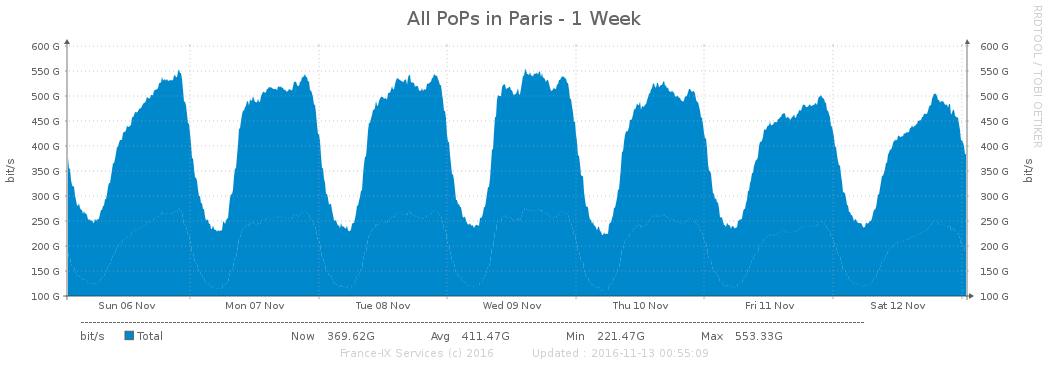 All PoPs in Paris - 1 Week
RRDTOOL / TOBI OETIKER
bit/s
600 G 600 G
550 G 550 G
500 G 500 G
450 G 450 G
400 G 400 G
350 G 350 G
300 G 300 G
250 G 250 G
200 G 200 G
150 G 150 G
100 G 100 G
bit/s
Sun 06 Nov Mon 07 Nov Tue 08 Nov Wed 09 Nov Thu 10 Nov Fri 11 Nov Sat 12 Nov
bit/s Total Now 369.62G Avg 411.47G Min 221.47G Max 553.33G
France-IX Services (c) 2016 Updated : 2016-11-13 00:55:09